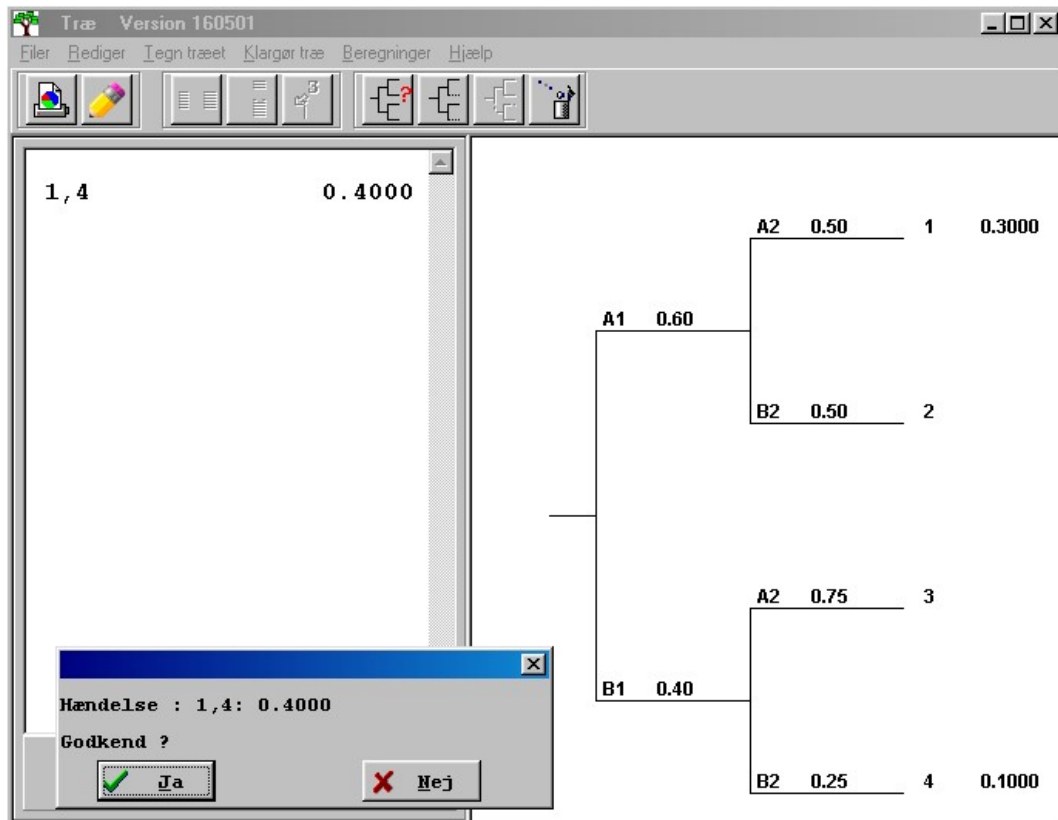 Træ Version 160501
Filer Rediger Tegn træet Klargør træ Beregninger Hjælp
3
?
1,4 0.4000
A2 0.50 1 0.3000
A1 0.60
B2 0.50 2
A2 0.75 3
B1 0.40
B2 0.25 4 0.1000
Hændelse : 1,4: 0.4000
Godkend ?
Ja Nej